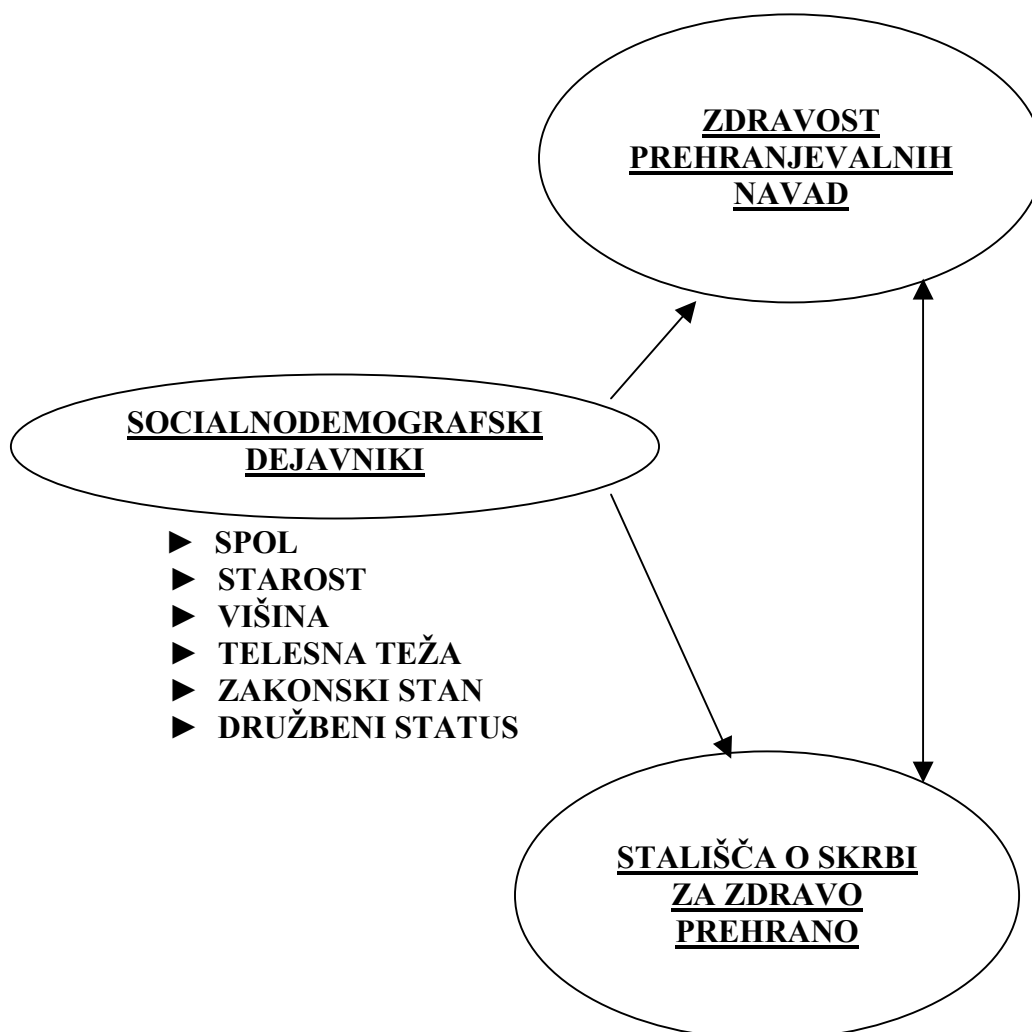 ZDRAVOST
PREHRANJEVALNIH
NAVAD
SOCIALNODEMOGRAFSKI
DEJAVNIKI
► SPOL
► STAROST
► VIŠINA
► TELESNA TEŽA
► ZAKONSKI STAN
► DRUŽBENI STATUS
STALIŠČA O SKRBI
ZA ZDRAVO
PREHRANO